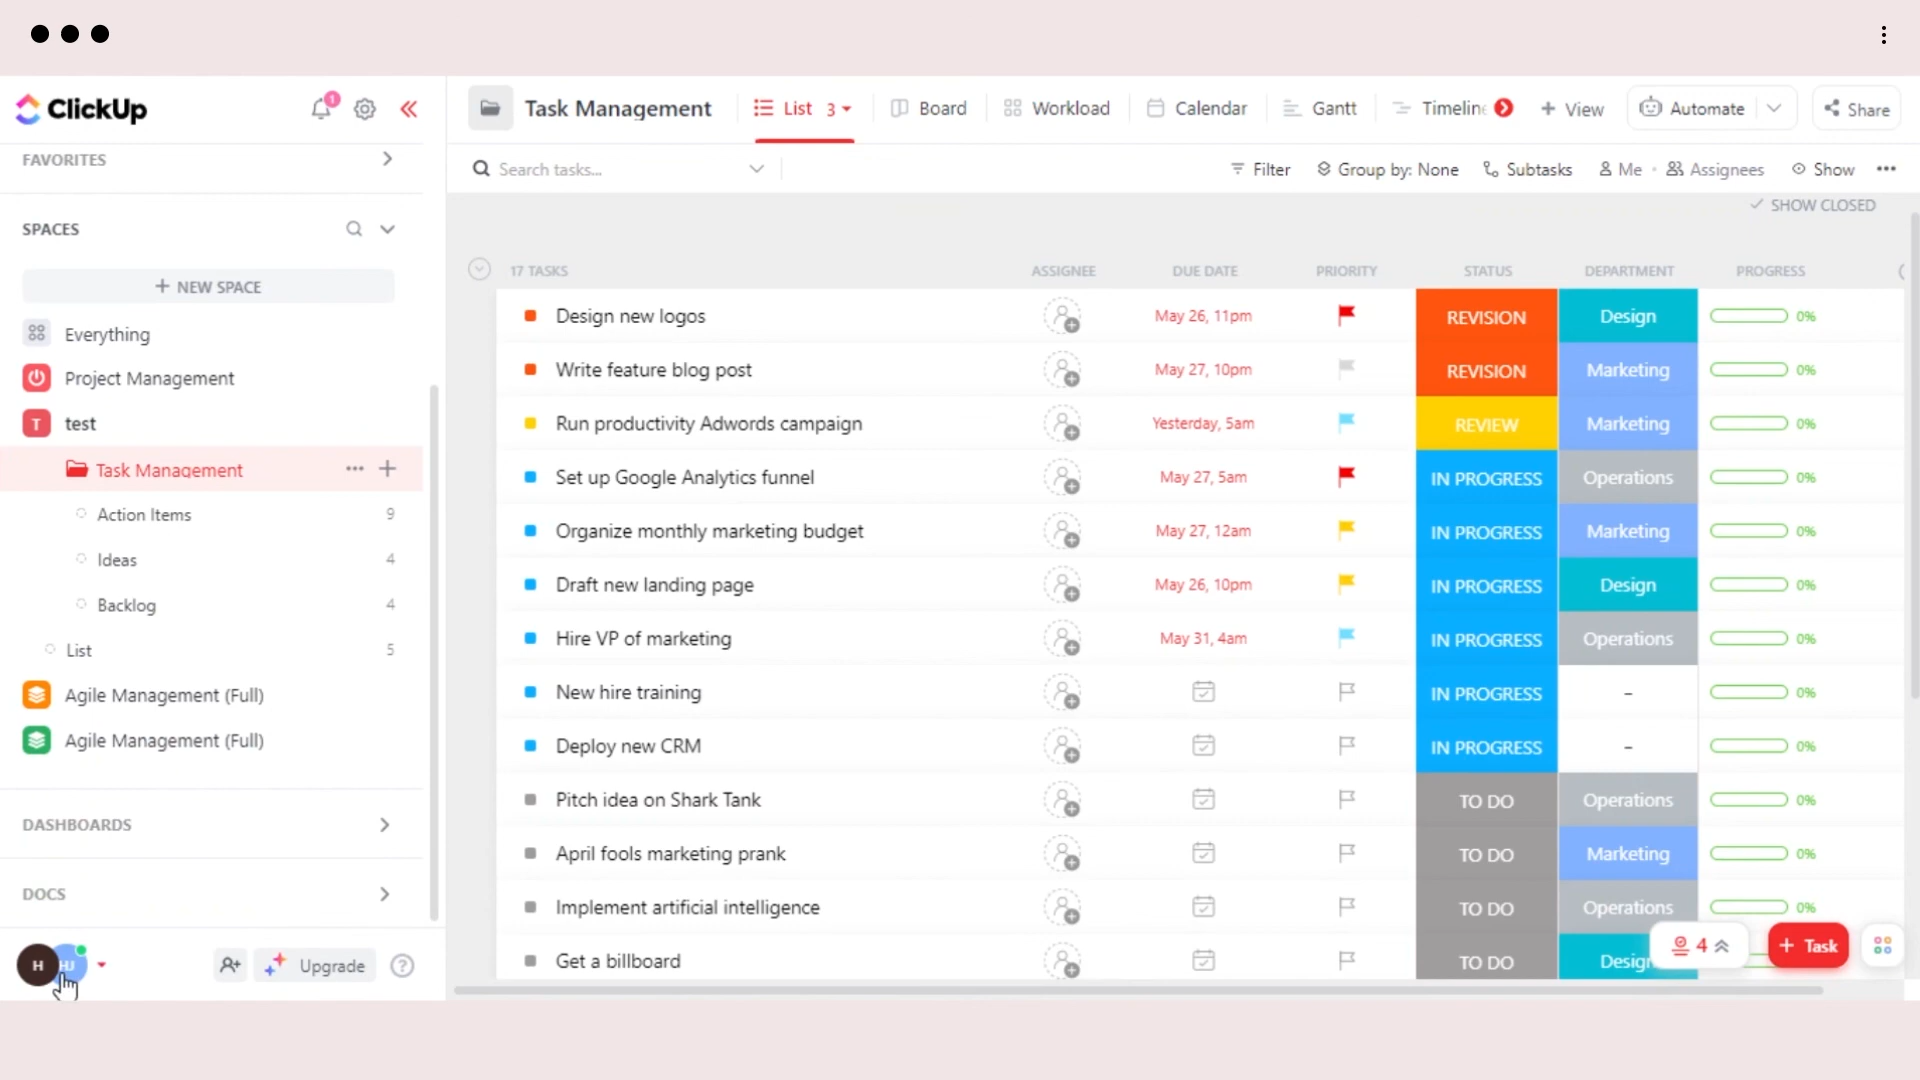 ClickUp
1
Task Management
List 3
Board
Workload
Calendar
Gantt
View
Automate
Share
FAVORITES
Search tasks...
Filter
Group by: None
Subtasks
Me
Assignees
Show
SHOW CLOSED
SPACES
+ NEW SPACE
Everything
Project Management
T test
Task Management
Action Items 9
Ideas 4
Backlog 4
List 5
Agile Management (Full)
Agile Management (Full)
DASHBOARDS
DOCS
H HJ
Upgrade
?
17 TASKS ASSIGNEE DUE DATE PRIORITY STATUS DEPARTMENT PROGRESS
Design new logos May 26, 11pm REVISION Design 0%
Write feature blog post May 27, 10pm REVISION Marketing 0%
Run productivity Adwords campaign Yesterday, 5am REVIEW Marketing 0%
Set up Google Analytics funnel May 27, 5am IN PROGRESS Operations 0%
Organize monthly marketing budget May 27, 12am IN PROGRESS Marketing 0%
Draft new landing page May 26, 10pm IN PROGRESS Design 0%
Hire VP of marketing May 31, 4am IN PROGRESS Operations 0%
New hire training IN PROGRESS – 0%
Deploy new CRM IN PROGRESS – 0%
Pitch idea on Shark Tank TO DO Operations 0%
April fools marketing prank TO DO Marketing 0%
Implement artificial intelligence TO DO Operations 0%
Get a billboard TO DO
4
+ Task